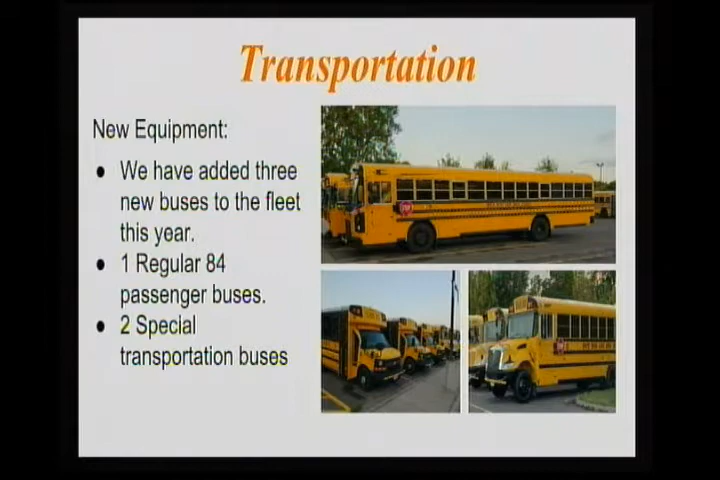 Transportation
New Equipment:
● We have added three
new buses to the fleet
this year.
● 1 Regular 84
passenger buses.
● 2 Special
transportation buses
STOP